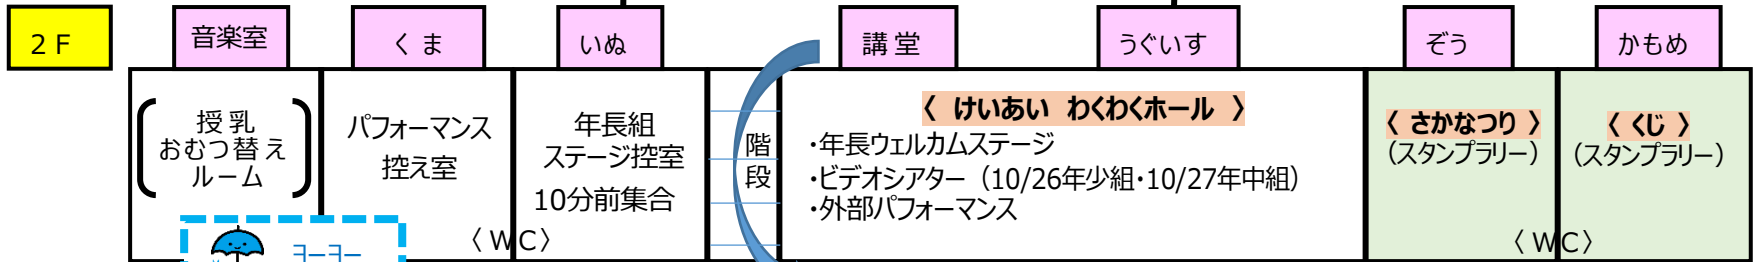 ２Ｆ
音楽室
くま
いぬ
講堂
うぐいす
ぞう
かもめ
授乳
おむつ替え
ルーム
パフォーマンス
控え室
年長組
ステージ控室
10分前集合
階
段
〈 けいあい わくわくホール 〉
・年長ウェルカムステージ
・ビデオシアター（10/26年少組・10/27年中組）
・外部パフォーマンス
〈 さかなつり 〉
（スタンプラリー）
〈 くじ 〉
（スタンプラリー）
〈ＷＣ〉
〈ＷＣ〉
ヨーヨー